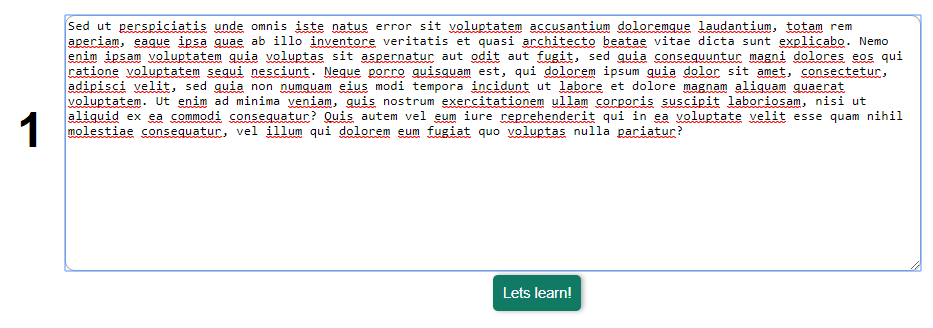 Sed ut perspiciatis unde omnis iste natus error sit voluptatem accusantium doloremque laudantium, totam rem
aperiam, eaque ipsa quae ab illo inventore veritatis et quasi architecto beatae vitae dicta sunt explicabo. Nemo
enim ipsam voluptatem quia voluptas sit aspernatur aut odit aut fugit, sed quia consequuntur magni dolores eos qui
ratione voluptatem sequi nesciunt. Neque porro quisquam est, qui dolorem ipsum quia dolor sit amet, consectetur,
adipisci velit, sed quia non numquam eius modi tempora incidunt ut labore et dolore magnam aliquam quaerat
voluptatem. Ut enim ad minima veniam, quis nostrum exercitationem ullam corporis suscipit laboriosam, nisi ut
aliquid ex ea commodi consequatur? Quis autem vel eum iure reprehenderit qui in ea voluptate velit esse quam nihil
molestiae consequatur, vel illum qui dolorem eum fugiat quo voluptas nulla pariatur?
1
Lets learn!